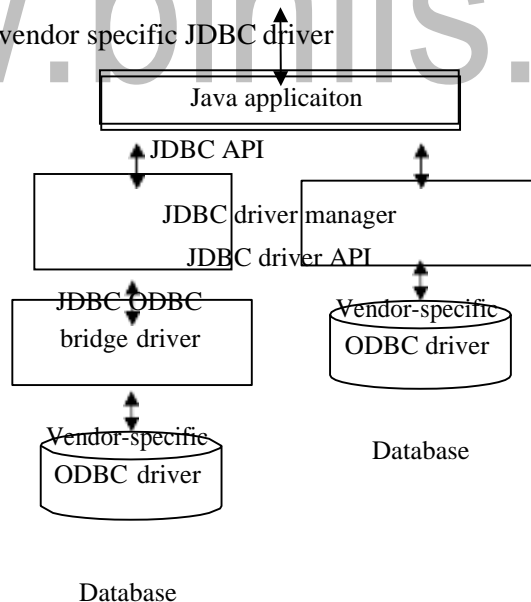 w.binils.
vendor specific JDBC driver
Java applicaiton
JDBC API
JDBC driver manager
JDBC driver API
JDBC ODBC
bridge driver
Vendor-specific
ODBC driver
Vendor-specific
ODBC driver
Database
Database